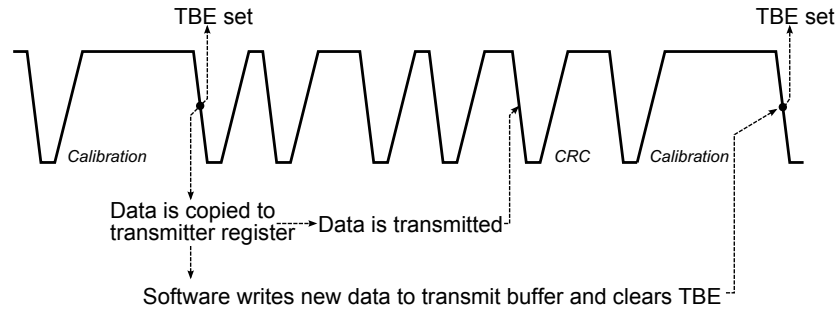 TBE set
TBE set
Calibration
CRC
Calibration
Data is copied to
transmitter register
Data is transmitted
Software writes new data to transmit buffer and clears TBE